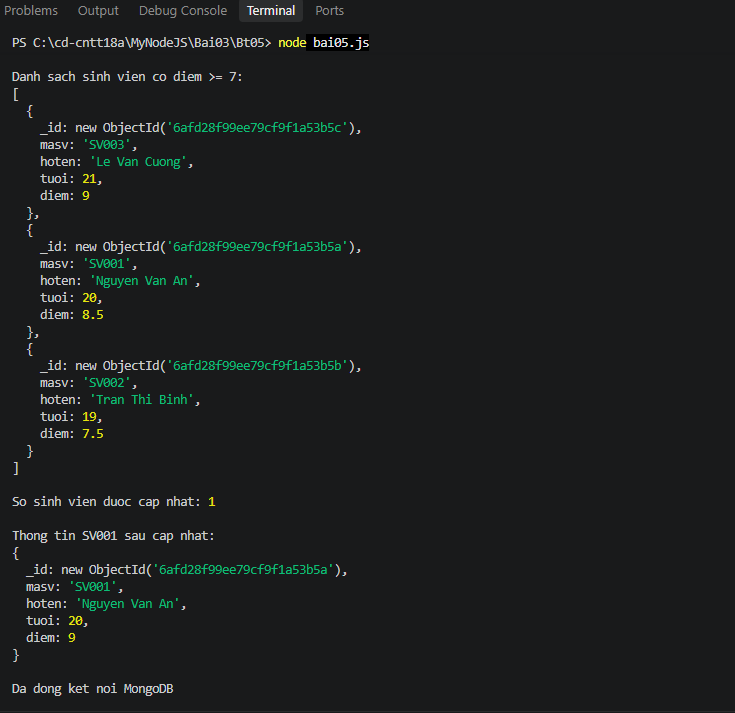 Problems Output Debug Console Terminal Ports
PS C:\cd-cntt18a\MyNodeJS\Bai03\Bt05> node bai05.js
Danh sach sinh vien co diem >= 7:
[
  {
    _id: new ObjectId('6afd28f99ee79cf9f1a53b5c'),
    masv: 'SV003',
    hoten: 'Le Van Cuong',
    tuoi: 21,
    diem: 9
  },
  {
    _id: new ObjectId('6afd28f99ee79cf9f1a53b5a'),
    masv: 'SV001',
    hoten: 'Nguyen Van An',
    tuoi: 20,
    diem: 8.5
  },
  {
    _id: new ObjectId('6afd28f99ee79cf9f1a53b5b'),
    masv: 'SV002',
    hoten: 'Tran Thi Binh',
    tuoi: 19,
    diem: 7.5
  }
]
So sinh vien duoc cap nhat: 1
Thong tin SV001 sau cap nhat:
{
  _id: new ObjectId('6afd28f99ee79cf9f1a53b5a'),
  masv: 'SV001',
  hoten: 'Nguyen Van An',
  tuoi: 20,
  diem: 9
}
Da dong ket noi MongoDB